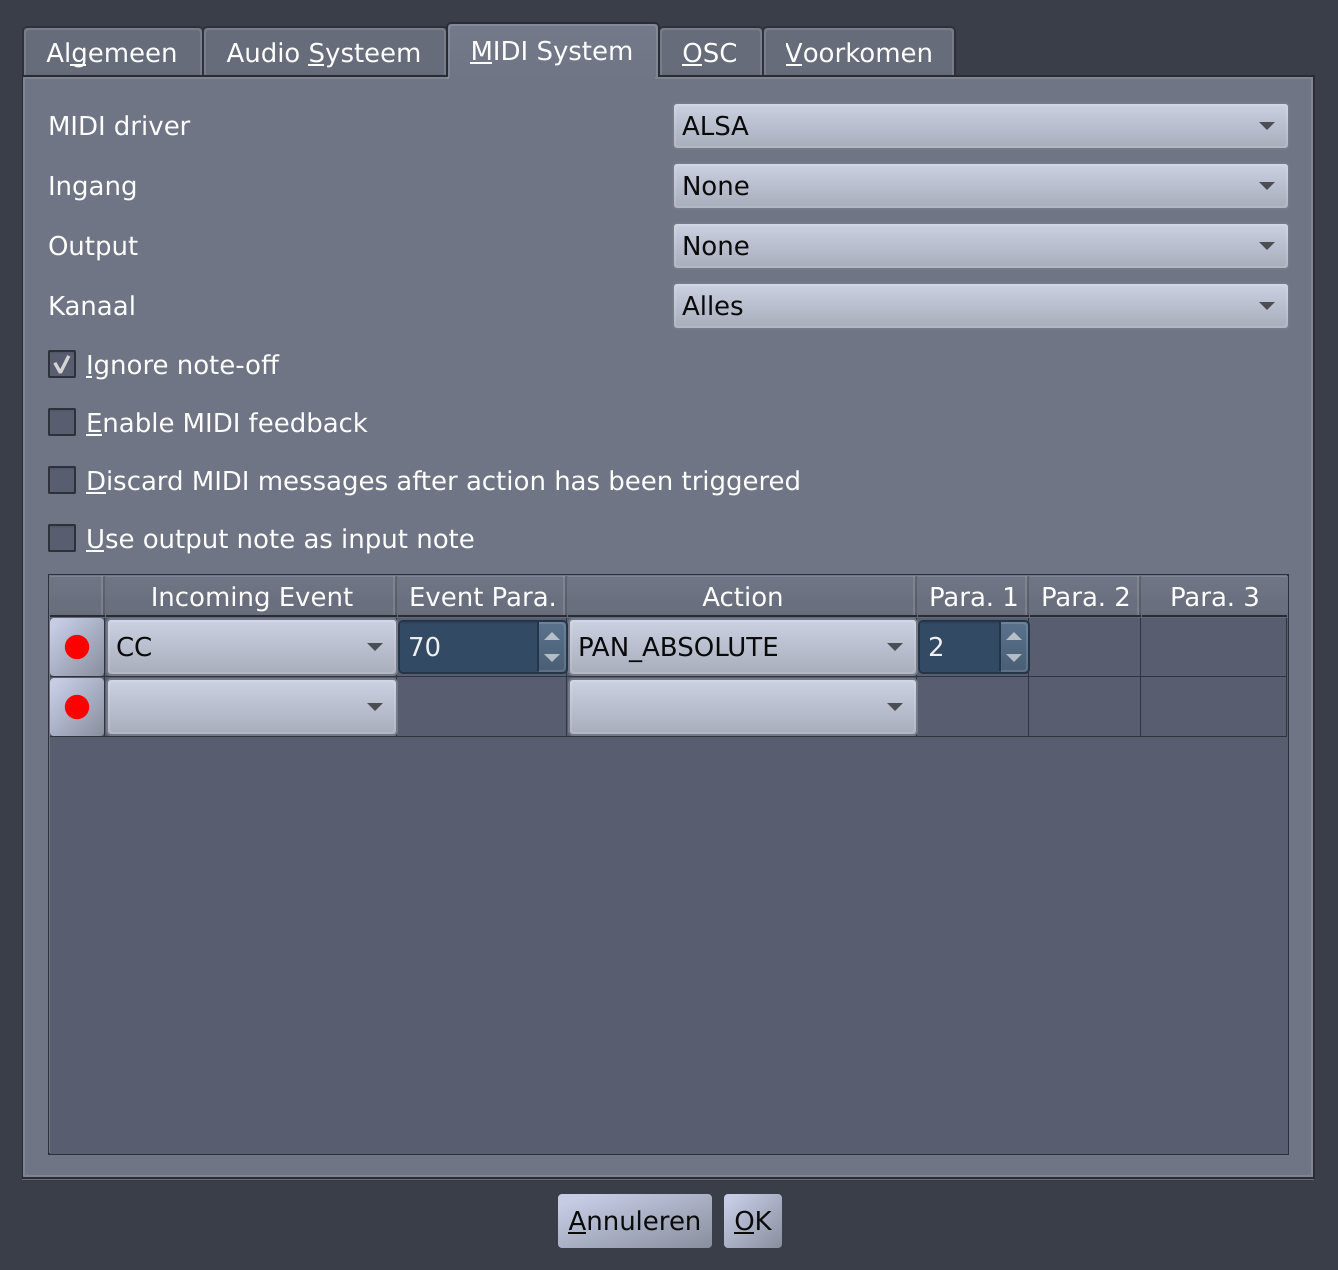 Algemeen Audio Systeem MIDI System OSC Voorkomen
MIDI driver ALSA
Ingang None
Output None
Kanaal Alles
Ignore note-off
Enable MIDI feedback
Discard MIDI messages after action has been triggered
Use output note as input note
Incoming Event Event Para. Action Para. 1 Para. 2 Para. 3
CC 70 PAN_ABSOLUTE 2
Annuleren OK